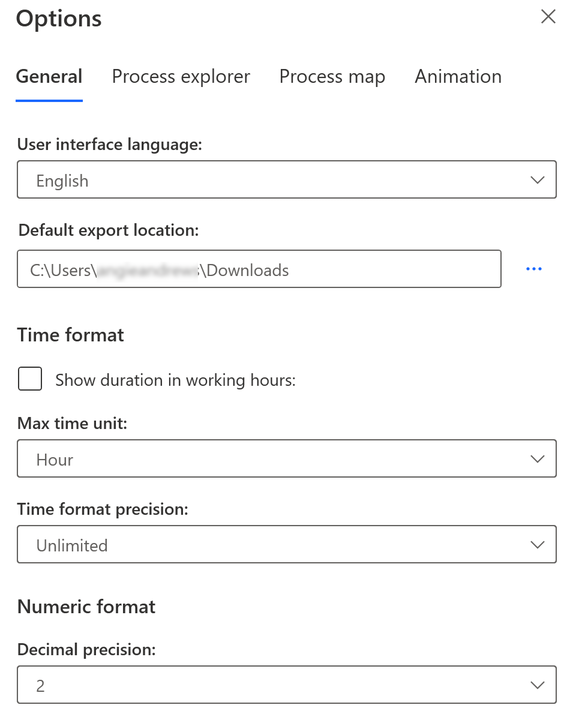 Options
General Process explorer Process map Animation
User interface language:
English
Default export location:
C:\Users\ \Downloads
Time format
Show duration in working hours:
Max time unit:
Hour
Time format precision:
Unlimited
Numeric format
Decimal precision:
2